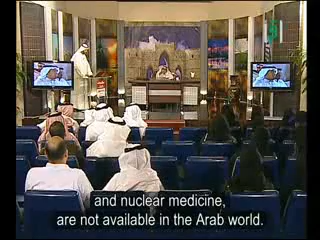 and nuclear medicine,
are not available in the Arab world.